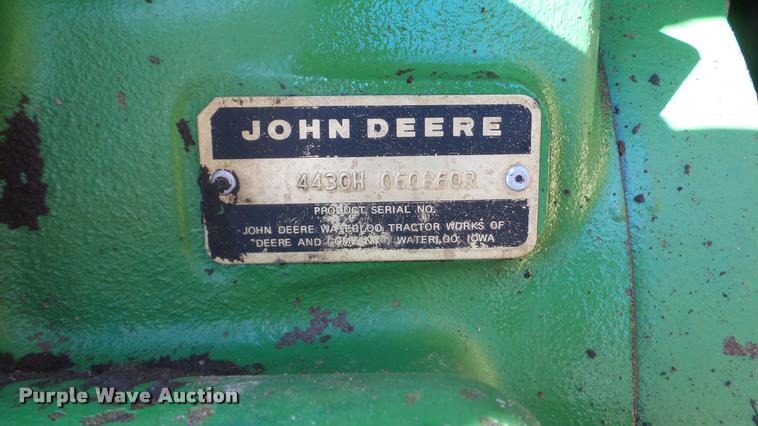 JOHN DEERE
4430H 060860R
PRODUCT SERIAL NO.
JOHN DEERE WATERLOO TRACTOR WORKS OF
DEERE AND COMPANY WATERLOO, IOWA
Purple Wave Auction